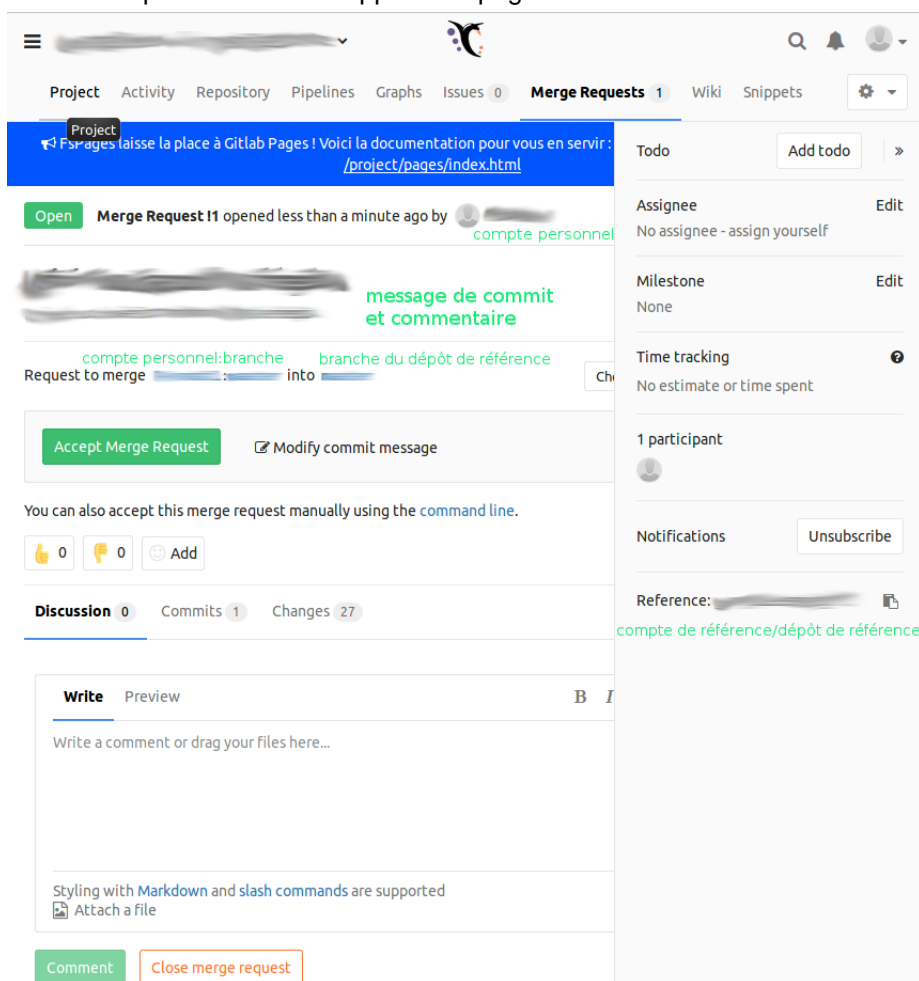 Project Activity Repository Pipelines Graphs Issues 0 Merge Requests 1 Wiki Snippets
Project
FsPages laisse la place à Gitlab Pages ! Voici la documentation pour vous en servir :
/project/pages/index.html
Open Merge Request !1 opened less than a minute ago by
compte personnel
message de commit
et commentaire
compte personnel:branche branche du dépôt de référence
Request to merge : into
Accept Merge Request Modify commit message
You can also accept this merge request manually using the command line.
0 0 Add
Discussion 0 Commits 1 Changes 27
Write Preview B I
Write a comment or drag your files here...
Styling with Markdown and slash commands are supported
Attach a file
Comment Close merge request
Todo Add todo »
Assignee Edit
No assignee - assign yourself
Milestone Edit
None
Time tracking
No estimate or time spent
1 participant
Notifications Unsubscribe
Reference:
compte de référence/dépôt de référence